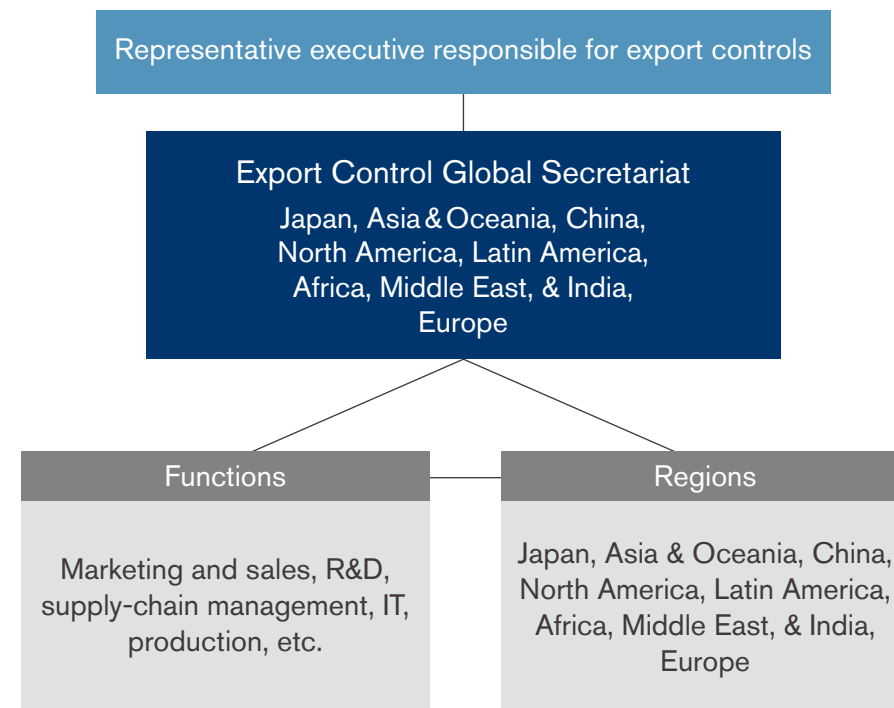 Representative executive responsible for export controls
Export Control Global Secretariat
Japan, Asia & Oceania, China,
North America, Latin America,
Africa, Middle East, & India,
Europe
Functions
Marketing and sales, R&D,
supply-chain management, IT,
production, etc.
Regions
Japan, Asia & Oceania, China,
North America, Latin America,
Africa, Middle East, & India,
Europe